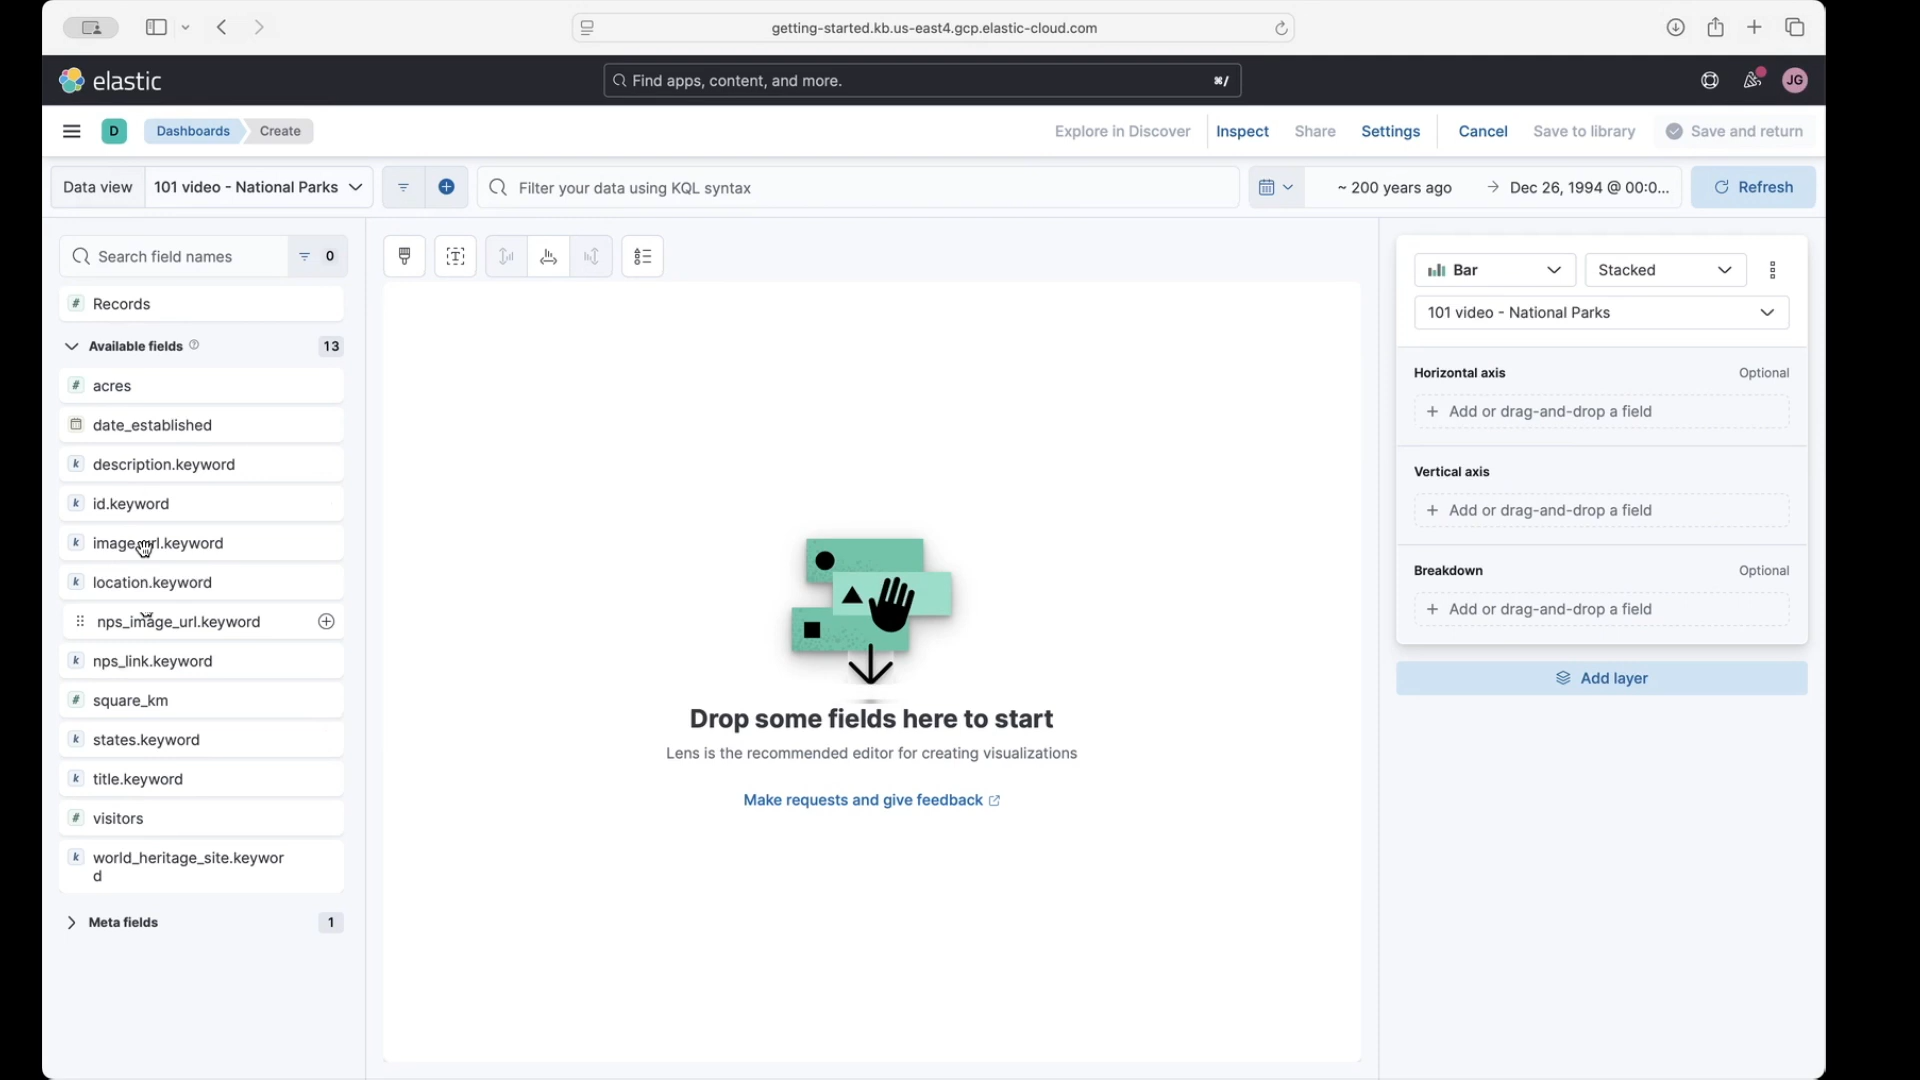 getting-started.kb.us-east4.gcp.elastic-cloud.com
elastic
Find apps, content, and more.
⌘/
JG
D
Dashboards
Create
Explore in Discover
Inspect
Share
Settings
Cancel
Save to library
Save and return
Data view
101 video - National Parks
Filter your data using KQL syntax
~ 200 years ago
→
Dec 26, 1994 @ 00:0...
Refresh
Search field names
0
# Records
Available fields
13
# acres
date_established
k description.keyword
k id.keyword
k image_url.keyword
k location.keyword
nps_image_url.keyword
k nps_link.keyword
# square_km
k states.keyword
k title.keyword
# visitors
k world_heritage_site.keywor
d
Meta fields
1
Drop some fields here to start
Lens is the recommended editor for creating visualizations
Make requests and give feedback
Bar
Stacked
101 video - National Parks
Horizontal axis
Optional
+ Add or drag-and-drop a field
Vertical axis
+ Add or drag-and-drop a field
Breakdown
Optional
+ Add or drag-and-drop a field
Add layer